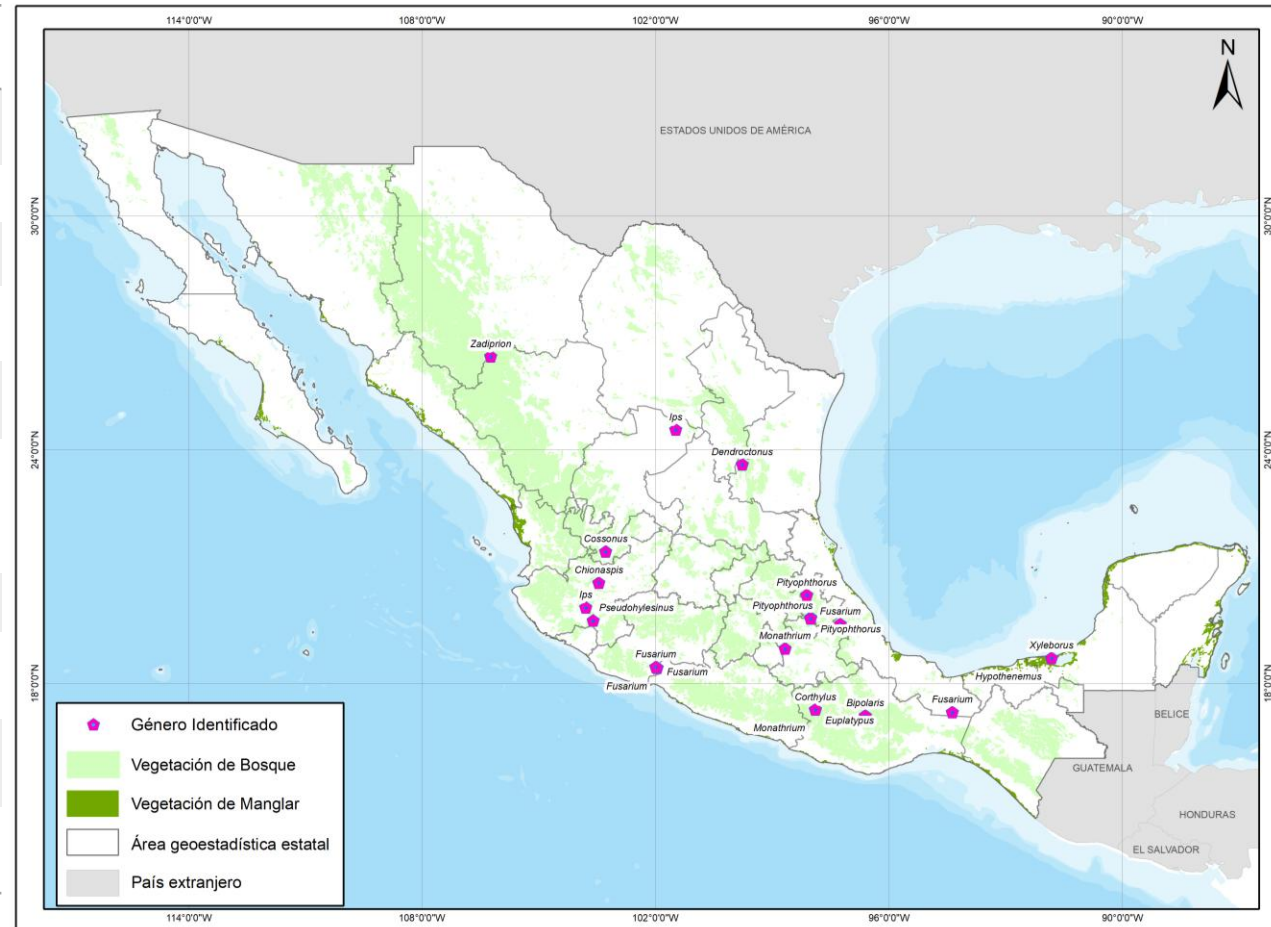 114°0'0"W
108°0'0"W
102°0'0"W
96°0'0"W
90°0'0"W
N
ESTADOS UNIDOS DE AMÉRICA
30°0'0"N
30°0'0"N
Zadiprion
Ips
24°0'0"N
24°0'0"N
Dendroctonus
Cossonus
Chionaspis
Ips
Pseudohylesinus
Pityophthorus
Pityophthorus
Fusarium
Pityophthorus
Monathrium
Xyleborus
Fusarium
Fusarium
Fusarium
Hypothenemus
18°0'0"N
18°0'0"N
Corthylus
Bipolaris
Fusarium
Euplatypus
Monathrium
BELICE
GUATEMALA
HONDURAS
EL SALVADOR
Género Identificado
Vegetación de Bosque
Vegetación de Manglar
Área geoestadística estatal
País extranjero
114°0'0"W
108°0'0"W
102°0'0"W
96°0'0"W
90°0'0"W